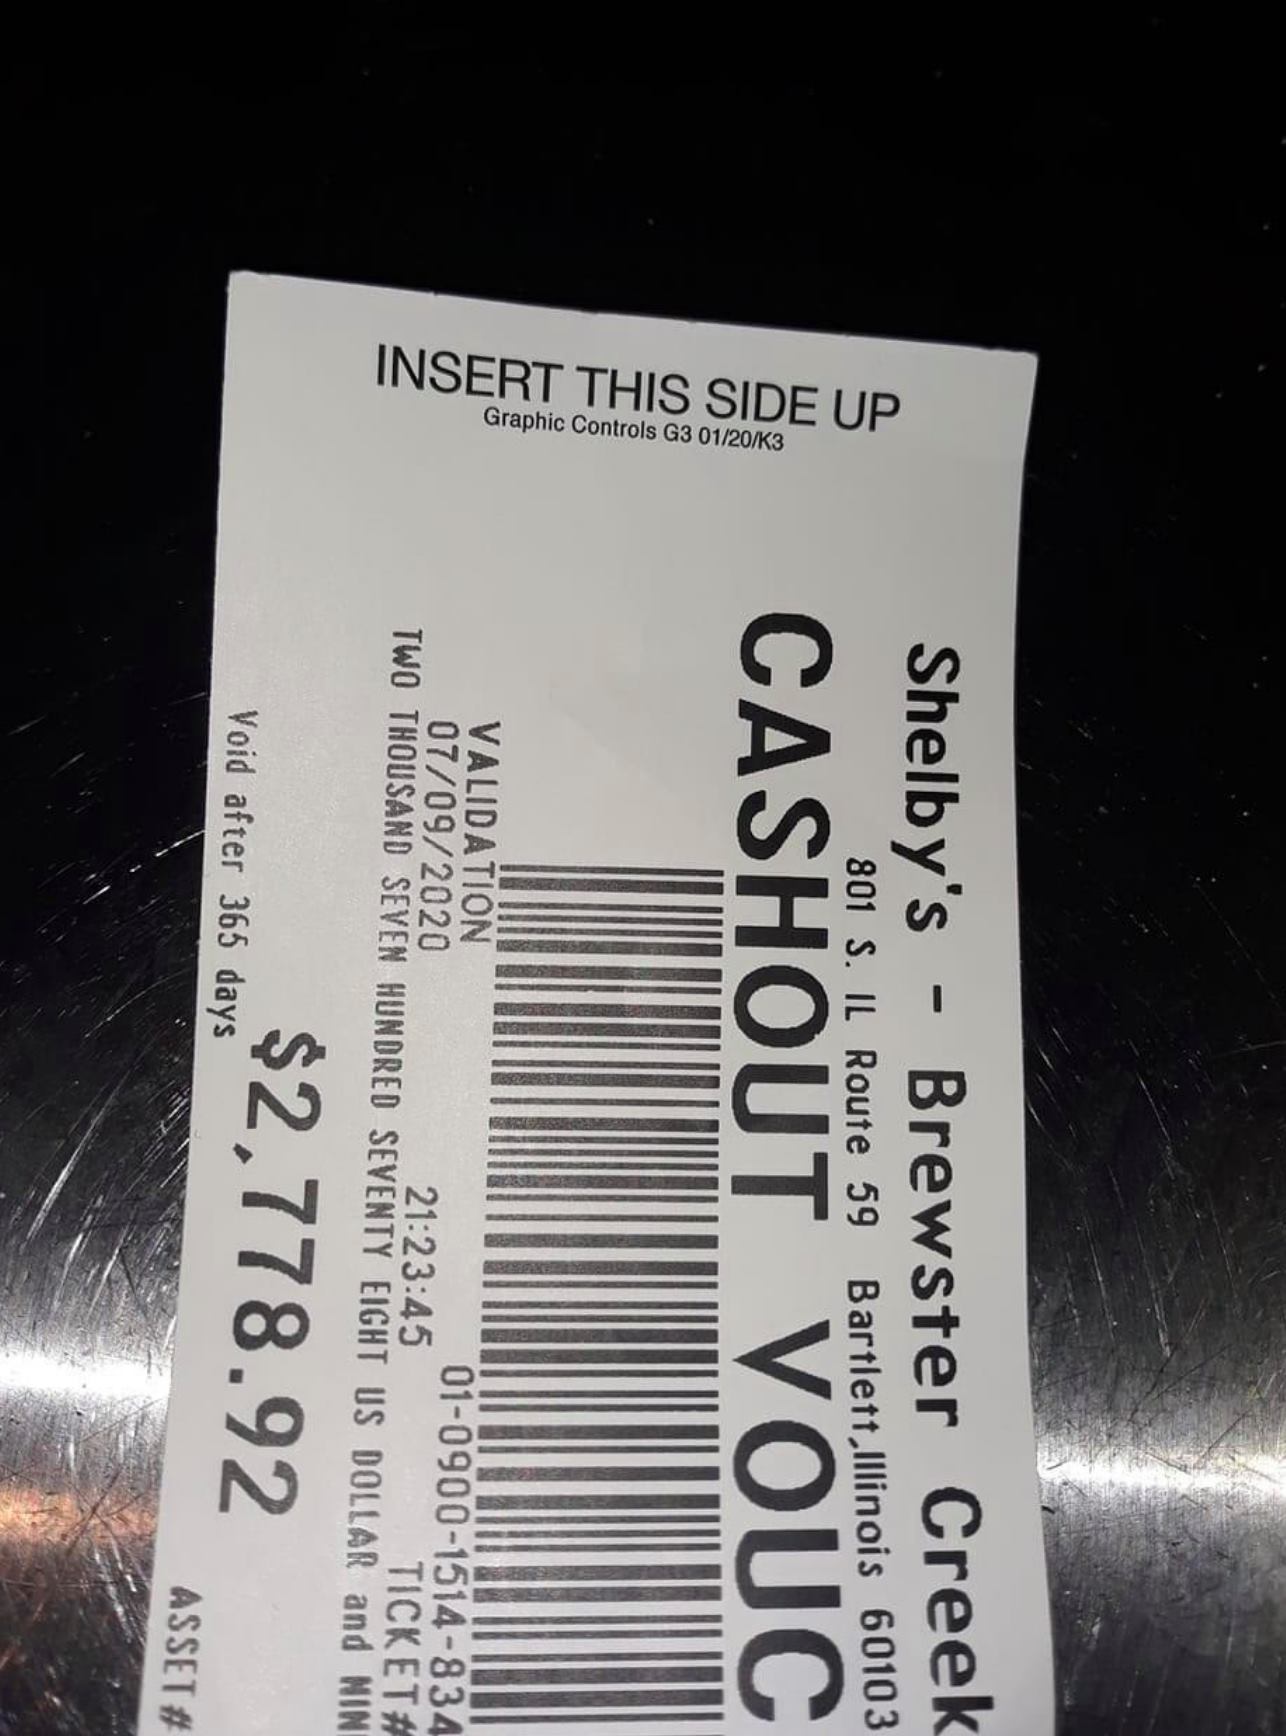 INSERT THIS SIDE UP
Graphic Controls G3 01/20/K3
Shelby's - Brewster Creek
801 S. IL Route 59 Bartlett,Illinois 60103
CASHOUT VOUC
VALIDATION 01-0900-1514-834
07/09/2020 21:23:45 TICKET#
TWO THOUSAND SEVEN HUNDRED SEVENTY EIGHT US DOLLAR and NIN
$2,778.92
Void after 365 days ASSET#